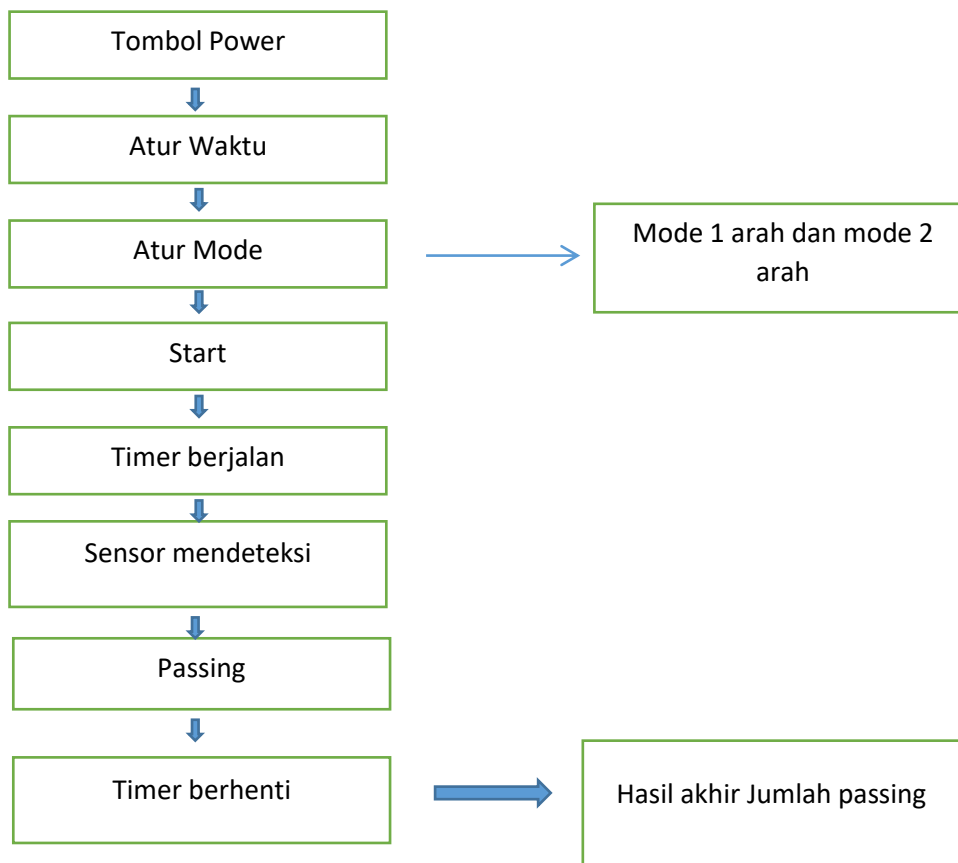 Tombol Power
Atur Waktu
Atur Mode
Mode 1 arah dan mode 2
arah
Start
Timer berjalan
Sensor mendeteksi
Passing
Timer berhenti
Hasil akhir Jumlah passing